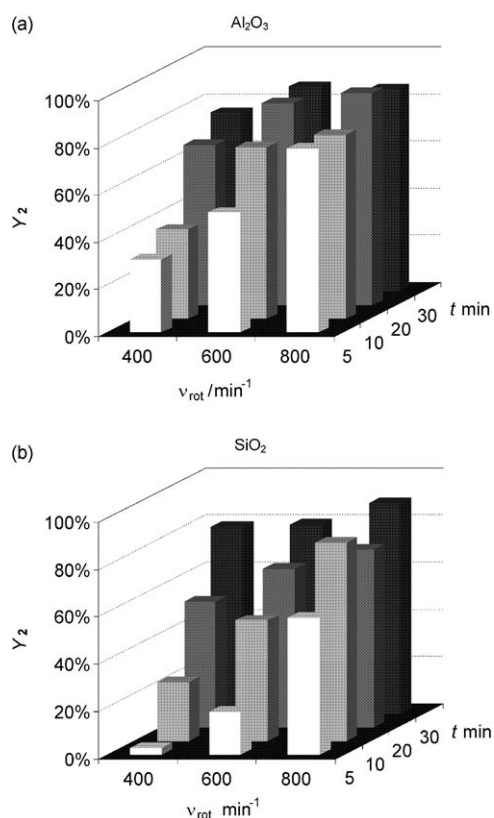 (a)
Al₂O₃
100%
80%
60%
40%
20%
0%
Y₂
400 600 800
5 10 20 30
t min
νrot /min⁻¹
(b)
SiO₂
100%
80%
60%
40%
20%
0%
Y₂
400 600 800
5 10 20 30
t min
νrot min⁻¹